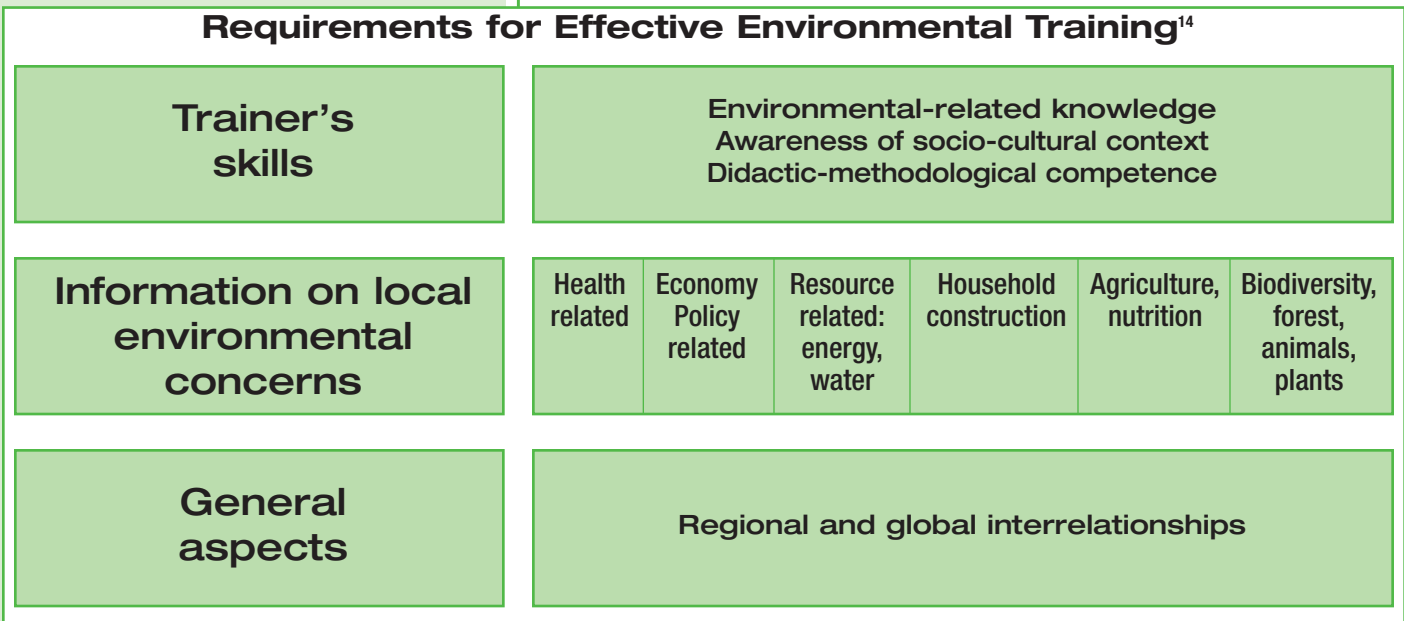 Requirements for Effective Environmental Training14
Trainer's
skills
Environmental-related knowledge
Awareness of socio-cultural context
Didactic-methodological competence
Information on local
environmental
concerns
Health
related
Economy
Policy
related
Resource
related:
energy,
water
Household
construction
Agriculture,
nutrition
Biodiversity,
forest,
animals,
plants
General
aspects
Regional and global interrelationships